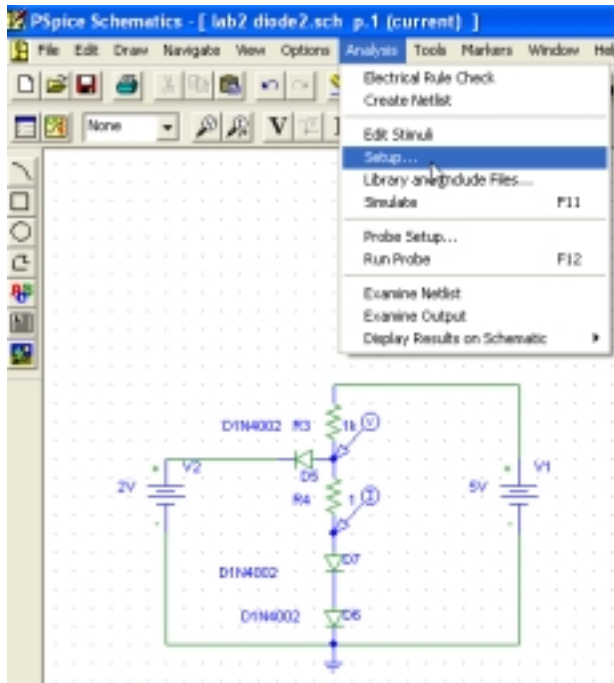 PSpice Schematics - [ lab2 diode2.sch p.1 (current) ]
File Edit Draw Navigate View Options Analysis Tools Markers Window Hel
Electrical Rule Check
Create Netlist
None
V
Edit Stimuli
Setup...
Library and Include Files...
Simulate F11
Probe Setup...
Run Probe F12
Examine Netlist
Examine Output
Display Results on Schematic
D1N4002 R3 1k V
D5
V2
V1
2V
R4 1 I
5V
D7
D1N4002
D1N4002 D6